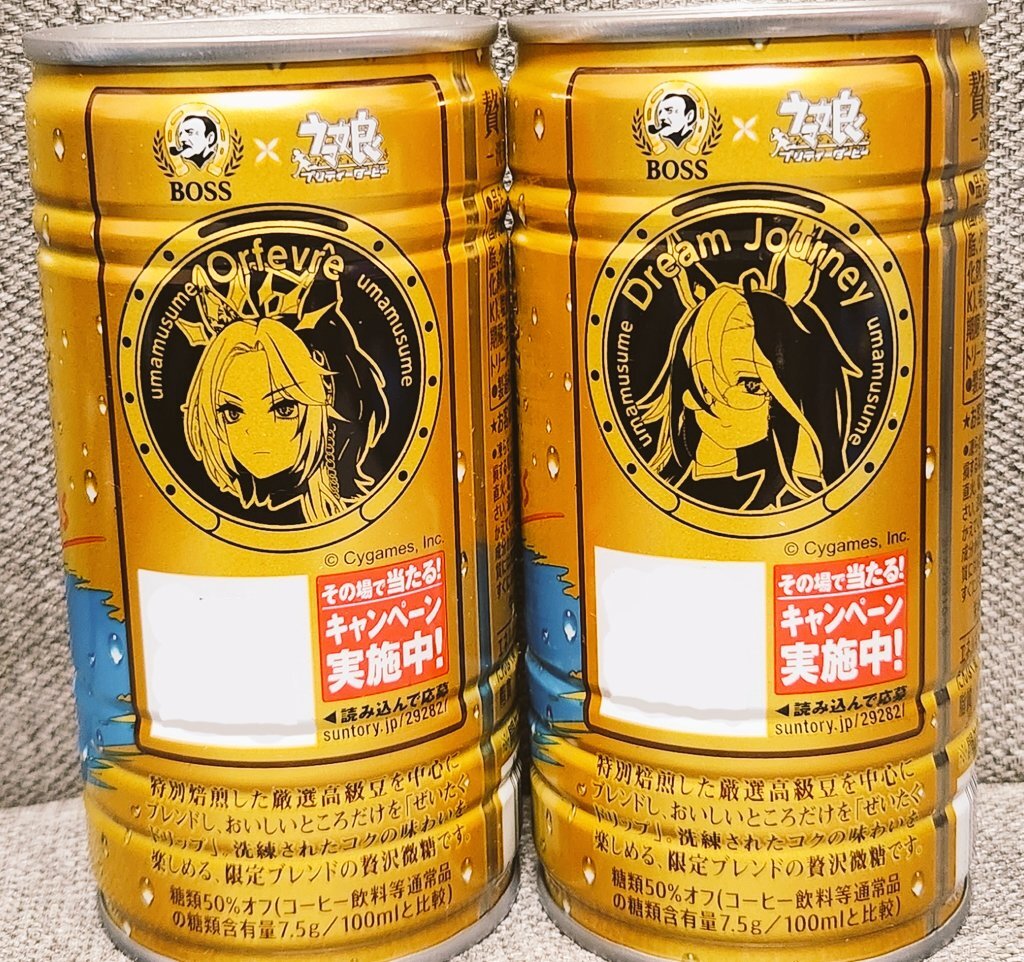 BOSS × ウマ娘
プリティーダービー
Orfevre
umamusume
umamusume
© Cygames, Inc.
その場で当たる!
キャンペーン
実施中!
◀読み込んで応募
suntory.jp/29282/
特別焙煎した厳選高級豆を中心に
ブレンドし、おいしいところだけを「ぜいたく
ドリップ」。洗練されたコクの味わいを
楽しめる、限定ブレンドの贅沢微糖です。
糖類50%オフ(コーヒー飲料等通常品
の糖類含有量7.5g/100mlと比較)
BOSS × ウマ娘
プリティーダービー
Dream Journey
umamusume
umamusume
© Cygames, Inc.
その場で当たる!
キャンペーン
実施中!
◀読み込んで応募
suntory.jp/29282/
特別焙煎した厳選高級豆を中心に
ブレンドし、おいしいところだけを「ぜいたく
ドリップ」。洗練されたコクの味わいを
楽しめる、限定ブレンドの贅沢微糖です。
糖類50%オフ(コーヒー飲料等通常品
の糖類含有量7.5g/100mlと比較)